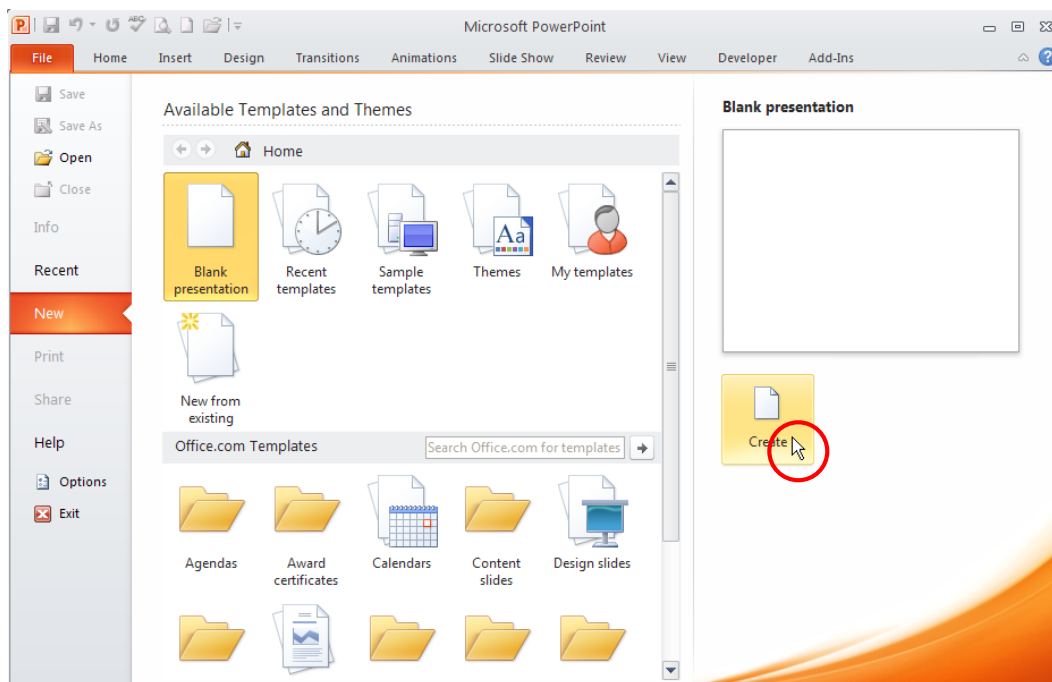 P ABC Microsoft PowerPoint
File Home Insert Design Transitions Animations Slide Show Review View Developer Add-Ins ?
Save
Save As
Open
Close
Info
Recent
New
Print
Share
Help
Options
Exit
Available Templates and Themes
Home
Blank
presentation
Recent
templates
Sample
templates
Aa
Themes
My templates
New from
existing
Office.com Templates
Search Office.com for templates
Agendas
Award
certificates
Calendars
Content
slides
Design slides
Blank presentation
Create